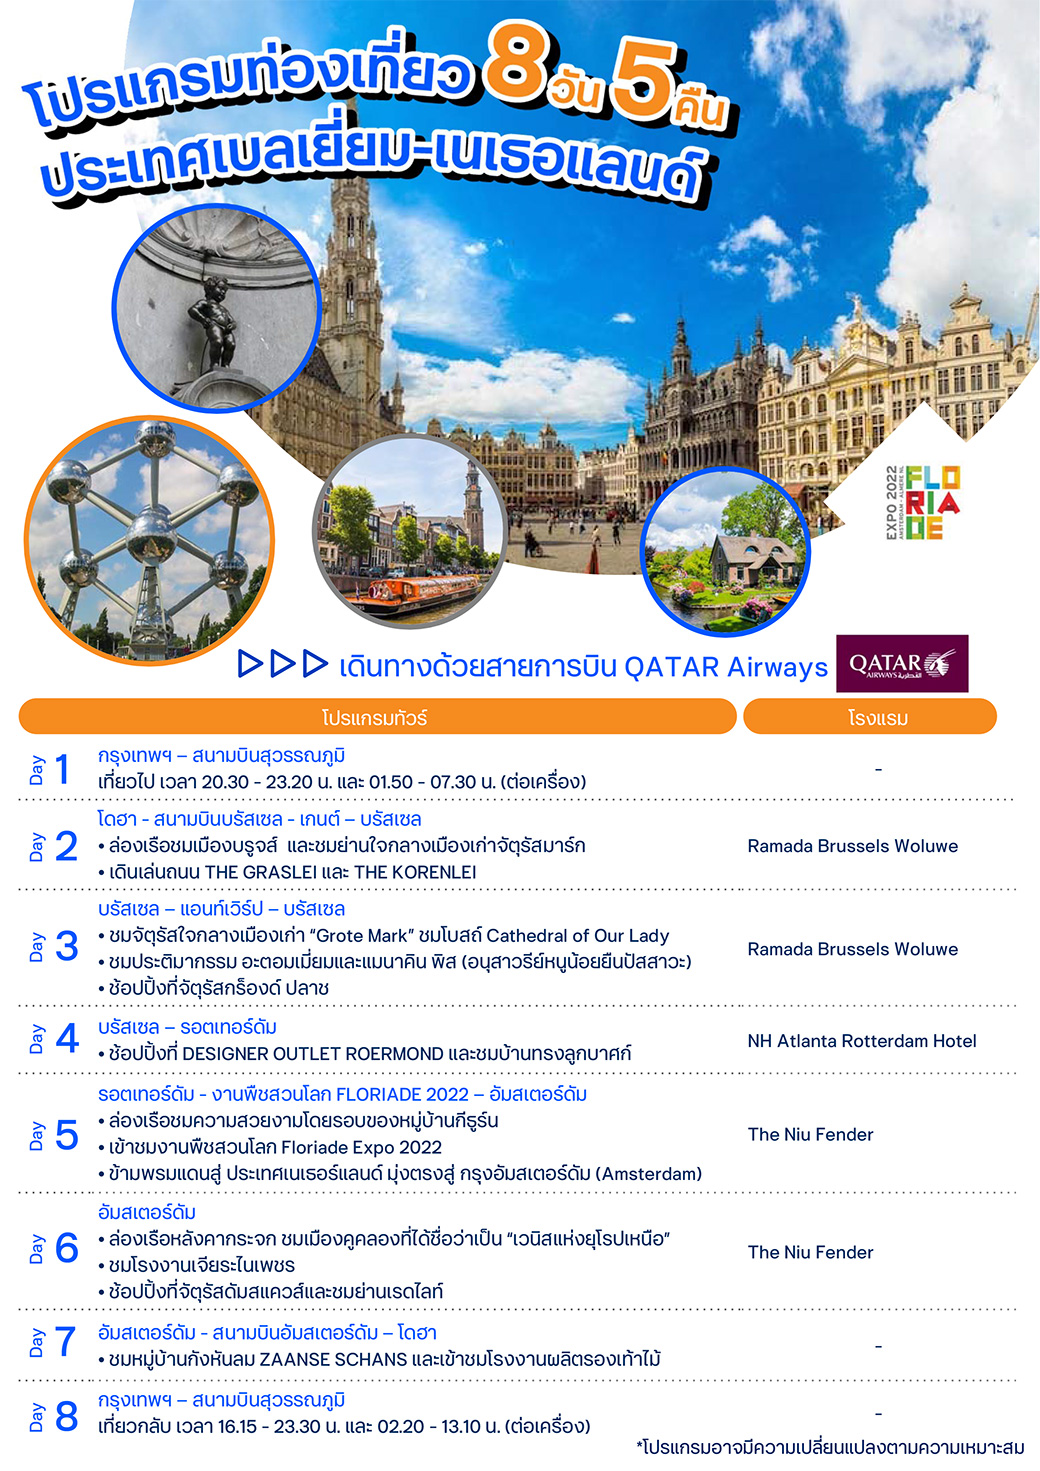 โปรแกรมท่องเที่ยว 8 วัน 5 คืน
ประเทศเบลเยี่ยม-เนเธอแลนด์
EXPO 2022
AMSTERDAM - ALMERE NL
FLO
RIA
DE
เดินทางด้วยสายการบิน QATAR Airways
QATAR
AIRWAYS القطرية
โปรแกรมทัวร์
โรงแรม
Day 1
กรุงเทพฯ – สนามบินสุวรรณภูมิ
เที่ยวไป เวลา 20.30 - 23.20 น. และ 01.50 - 07.30 น. (ต่อเครื่อง)
-
Day 2
โดฮา - สนามบินบรัสเซล - เกนต์ – บรัสเซล
• ล่องเรือชมเมืองบรูจส์ และชมย่านใจกลางเมืองเก่าจัตุรัสมาร์ก
• เดินเล่นถนน THE GRASLEI และ THE KORENLEI
Ramada Brussels Woluwe
Day 3
บรัสเซล – แอนท์เวิร์ป – บรัสเซล
• ชมจัตุรัสใจกลางเมืองเก่า “Grote Mark” ชมโบสถ์ Cathedral of Our Lady
• ชมประติมากรรม อะตอมเมี่ยมและแมนาคิน พิส (อนุสาวรีย์หนูน้อยยืนปัสสาวะ)
• ช้อปปิ้งที่จัตุรัสกร็องด์ ปลาซ
Ramada Brussels Woluwe
Day 4
บรัสเซล – รอตเทอร์ดัม
• ช้อปปิ้งที่ DESIGNER OUTLET ROERMOND และชมบ้านทรงลูกบาศก์
NH Atlanta Rotterdam Hotel
Day 5
รอตเทอร์ดัม - งานพืชสวนโลก FLORIADE 2022 – อัมสเตอร์ดัม
• ล่องเรือชมความสวยงามโดยรอบของหมู่บ้านกีธูร์น
• เข้าชมงานพืชสวนโลก Floriade Expo 2022
• ข้ามพรมแดนสู่ ประเทศเนเธอร์แลนด์ มุ่งตรงสู่ กรุงอัมสเตอร์ดัม (Amsterdam)
The Niu Fender
Day 6
อัมสเตอร์ดัม
• ล่องเรือหลังคากระจก ชมเมืองคูคลองที่ได้ชื่อว่าเป็น “เวนิสแห่งยุโรปเหนือ”
• ชมโรงงานเจียระไนเพชร
• ช้อปปิ้งที่จัตุรัสดัมสแควส์และชมย่านเรดไลท์
The Niu Fender
Day 7
อัมสเตอร์ดัม - สนามบินอัมสเตอร์ดัม – โดฮา
• ชมหมู่บ้านกังหันลม ZAANSE SCHANS และเข้าชมโรงงานผลิตรองเท้าไม้
-
Day 8
กรุงเทพฯ – สนามบินสุวรรณภูมิ
เที่ยวกลับ เวลา 16.15 - 23.30 น. และ 02.20 - 13.10 น. (ต่อเครื่อง)
-
*โปรแกรมอาจมีความเปลี่ยนแปลงตามความเหมาะสม